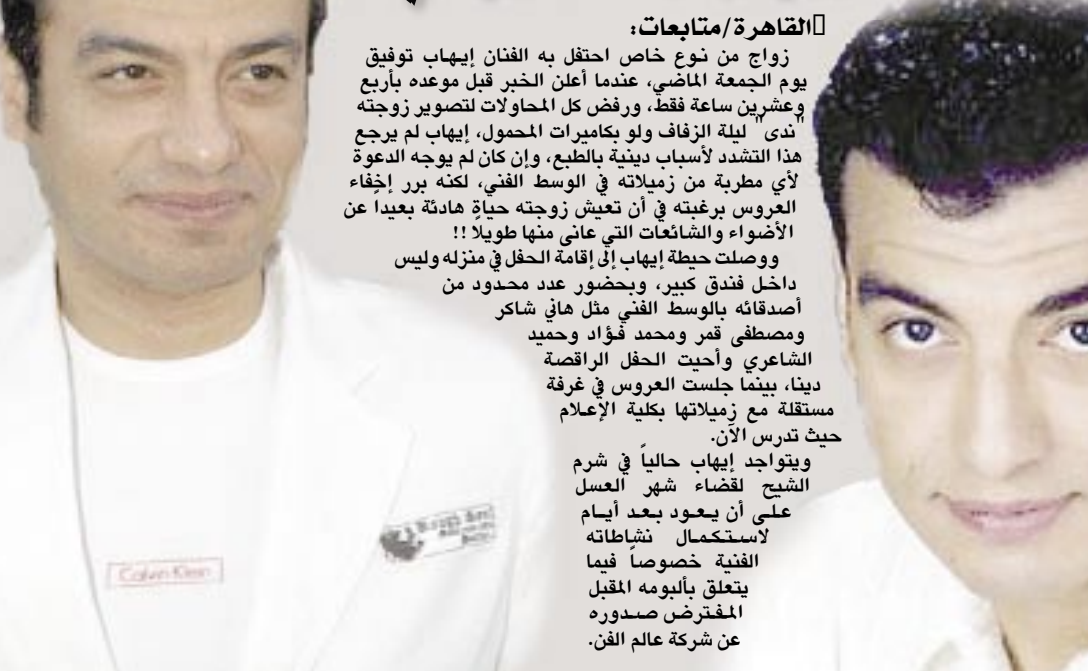 القاهرة/متابعات:
زواج من نوع خاص احتفل به الفنان إيهاب توفيق
يوم الجمعة الماضي، عندما أعلن الخبر قبل موعده بأربع
وعشرين ساعة فقط، ورفض كل المحاولات لتصوير زوجته
"ندى" ليلة الزفاف ولو بكاميرات المحمول، إيهاب لم يرجع
هذا التشدد لأسباب دينية بالطبع، وإن كان لم يوجه الدعوة
لأي مطربة من زميلاته في الوسط الفني، لكنه برر إخفاء
العروس برغبته في أن تعيش زوجته حياةً هادئة بعيداً عن
الأضواء والشائعات التي عانى منها طويلا !!
ووصلت حيطة إيهاب إلى إقامة الحفل في منزله وليس
داخل فندق كبير، وبحضور عدد محدود من
أصدقائه بالوسط الفني مثل هاني شاكر
ومصطفى قمر ومحمد فؤاد وحميد
الشاعري وأحيت الحفل الراقصة
دينا، بينما جلست العروس في غرفة
مستقلة مع زميلاتها بكلية الإعلام
حيث تدرس الآن.
ويتواجد إيهاب حالياً في شرم
الشيح لقضاء شهر العسل
على أن يعود بعد أيام
لاستكمال نشاطاته
الفنية خصوصاً فيما
يتعلق بألبومه المقبل
المفترض صدوره
عن شركة عالم الفن.
Calvin Klein